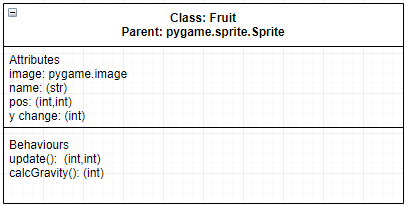 Class: Fruit
Parent: pygame.sprite.Sprite
Attributes
image: pygame.image
name: (str)
pos: (int,int)
y change: (int)
Behaviours
update():  (int,int)
calcGravity(): (int)